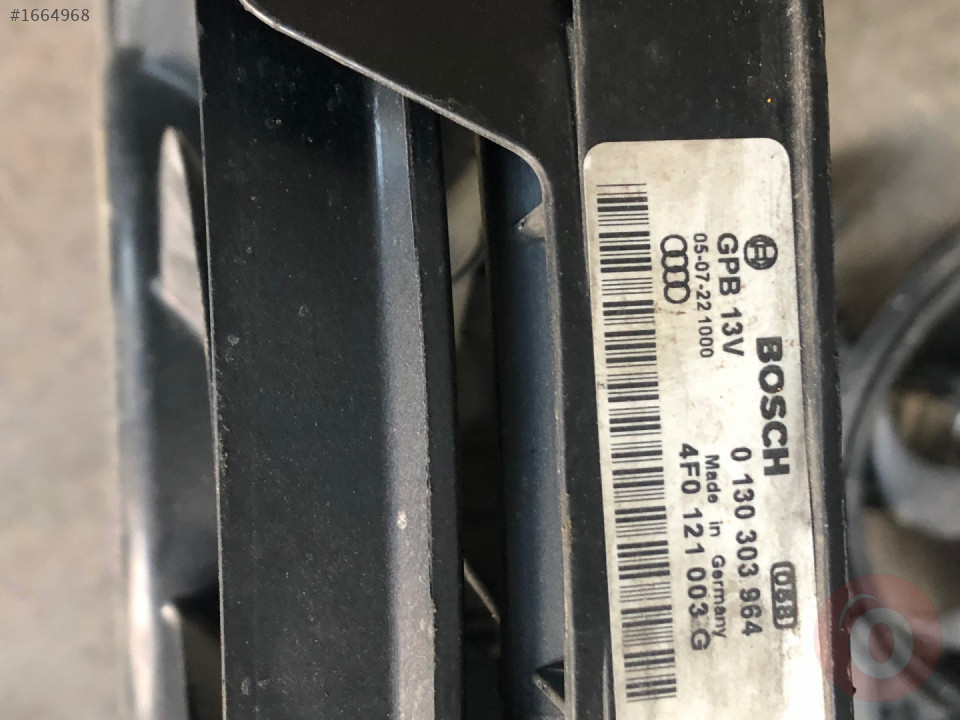 #1664968
BOSCH
GPB 13V
0 130 303 964
05-07-22 1000
Made in Germany
4F0 121 003 G